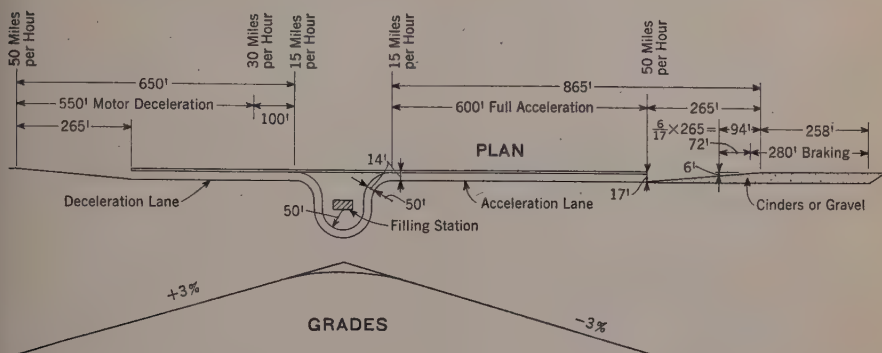 50 Miles
per Hour
30 Miles
per Hour
15 Miles
per Hour
15 Miles
per Hour
50 Miles
per Hour
650'
865'
550' Motor Deceleration
600' Full Acceleration
265'
100'
6/17 × 265 = 94'
258'
265'
72'
280' Braking
PLAN
14'
6'
Deceleration Lane
50'
50'
Acceleration Lane
17'
Cinders or Gravel
Filling Station
+3%
-3%
GRADES